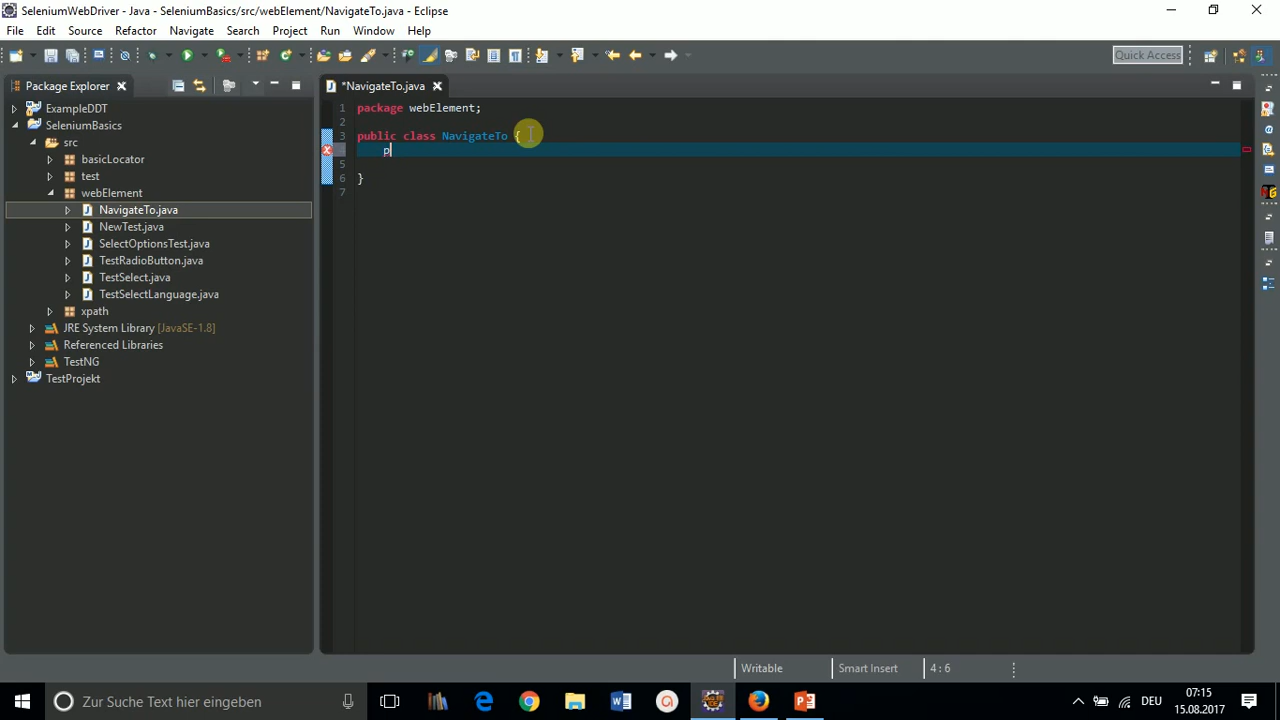 SeleniumWebDriver - Java - SeleniumBasics/src/webElement/NavigateTo.java - Eclipse
File Edit Source Refactor Navigate Search Project Run Window Help
Quick Access
Package Explorer
*NavigateTo.java
ExampleDDT
SeleniumBasics
src
basicLocator
test
webElement
NavigateTo.java
NewTest.java
SelectOptionsTest.java
TestRadioButton.java
TestSelect.java
TestSelectLanguage.java
xpath
JRE System Library [JavaSE-1.8]
Referenced Libraries
TestNG
TestProjekt
1 package webElement;
2
3 public class NavigateTo {
4 p
5
6 }
7
Writable Smart Insert 4 : 6
Zur Suche Text hier eingeben
DEU
07:15
15.08.2017